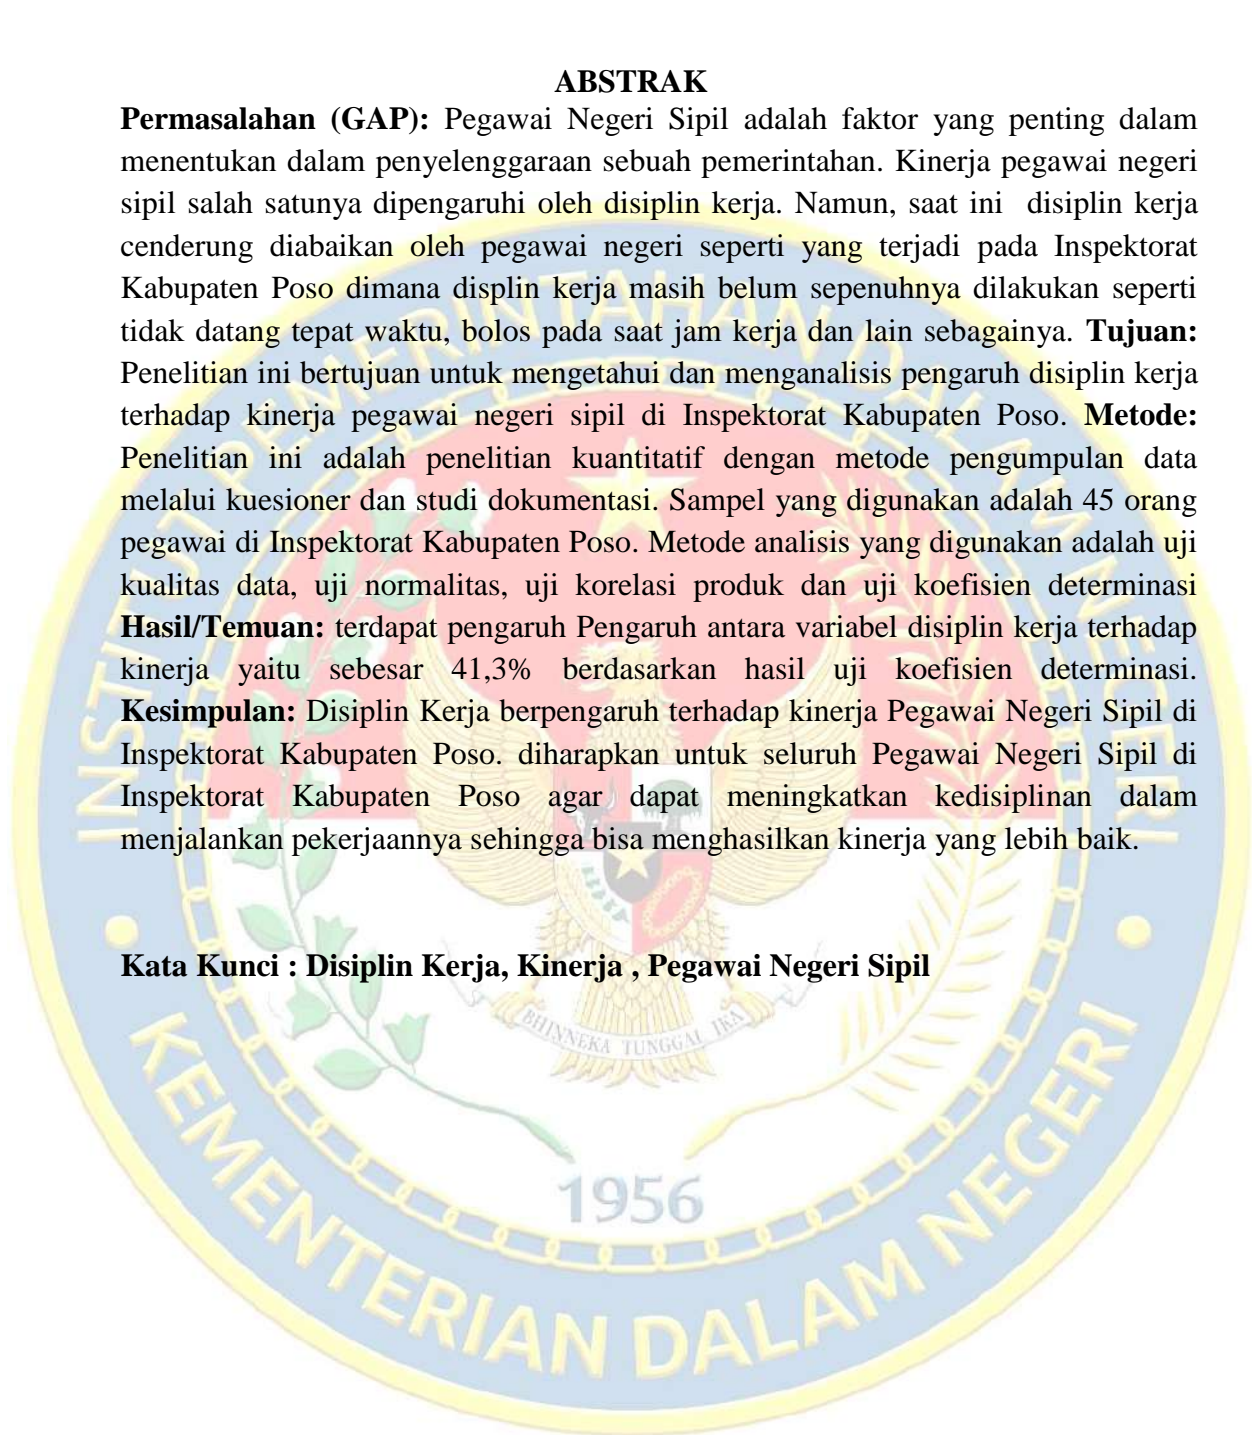 ABSTRAK
Permasalahan (GAP): Pegawai Negeri Sipil adalah faktor yang penting dalam
menentukan dalam penyelenggaraan sebuah pemerintahan. Kinerja pegawai negeri
sipil salah satunya dipengaruhi oleh disiplin kerja. Namun, saat ini disiplin kerja
cenderung diabaikan oleh pegawai negeri seperti yang terjadi pada Inspektorat
Kabupaten Poso dimana displin kerja masih belum sepenuhnya dilakukan seperti
tidak datang tepat waktu, bolos pada saat jam kerja dan lain sebagainya. Tujuan:
Penelitian ini bertujuan untuk mengetahui dan menganalisis pengaruh disiplin kerja
terhadap kinerja pegawai negeri sipil di Inspektorat Kabupaten Poso. Metode:
Penelitian ini adalah penelitian kuantitatif dengan metode pengumpulan data
melalui kuesioner dan studi dokumentasi. Sampel yang digunakan adalah 45 orang
pegawai di Inspektorat Kabupaten Poso. Metode analisis yang digunakan adalah uji
kualitas data, uji normalitas, uji korelasi produk dan uji koefisien determinasi
Hasil/Temuan: terdapat pengaruh Pengaruh antara variabel disiplin kerja terhadap
kinerja yaitu sebesar 41,3% berdasarkan hasil uji koefisien determinasi.
Kesimpulan: Disiplin Kerja berpengaruh terhadap kinerja Pegawai Negeri Sipil di
Inspektorat Kabupaten Poso. diharapkan untuk seluruh Pegawai Negeri Sipil di
Inspektorat Kabupaten Poso agar dapat meningkatkan kedisiplinan dalam
menjalankan pekerjaannya sehingga bisa menghasilkan kinerja yang lebih baik.
Kata Kunci : Disiplin Kerja, Kinerja , Pegawai Negeri Sipil
INSTITUT PEMERINTAHAN DALAM NEGERI
BHINNEKA TUNGGAL IKA
1956
KEMENTERIAN DALAM NEGERI